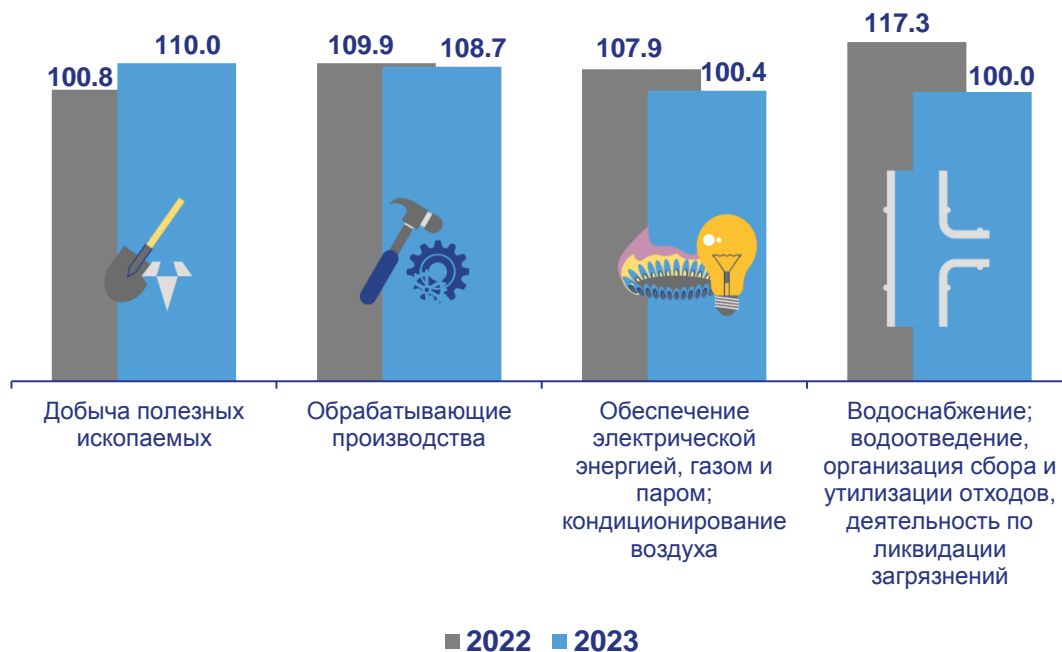 100.8
110.0
109.9
108.7
107.9
100.4
117.3
100.0
Добыча полезных
ископаемых
Обрабатывающие
производства
Обеспечение
электрической
энергией, газом и
паром;
кондиционирование
воздуха
Водоснабжение;
водоотведение,
организация сбора и
утилизации отходов,
деятельность по
ликвидации
загрязнений
2022 2023